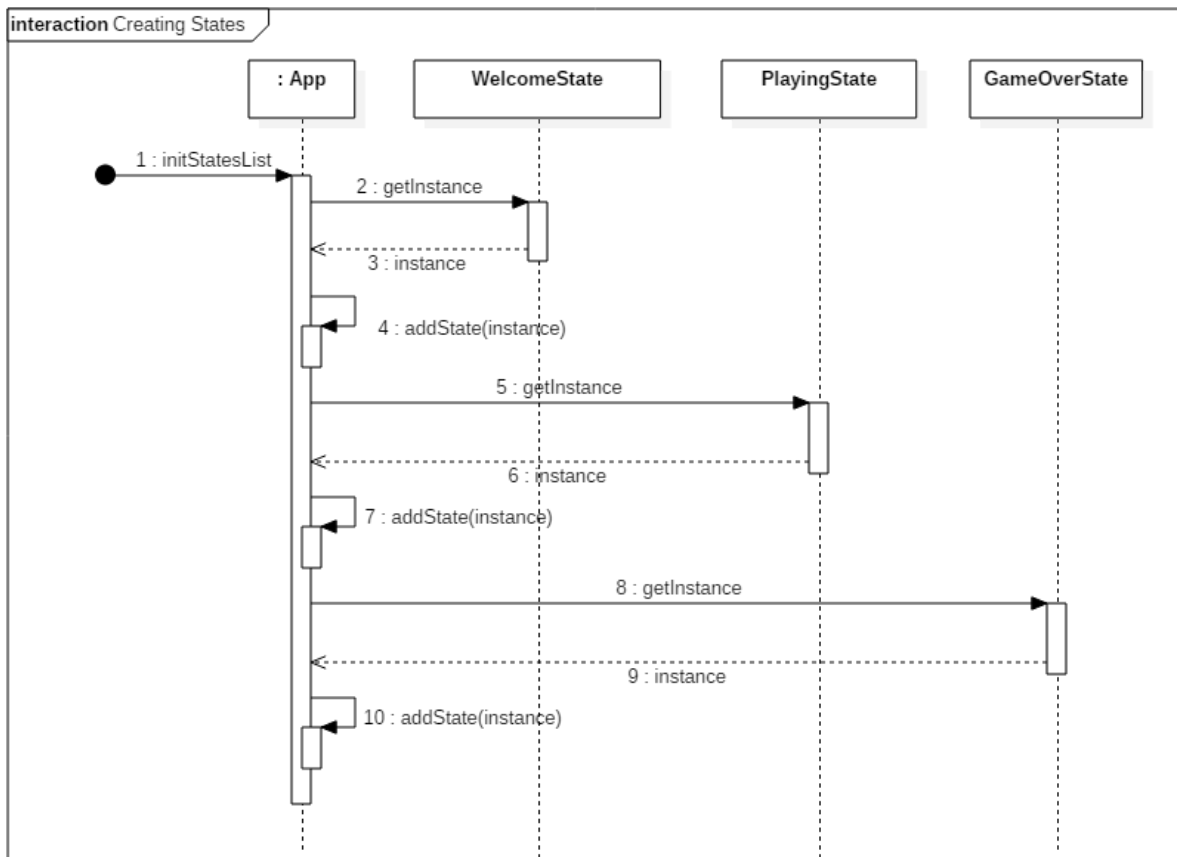 interaction Creating States
: App
WelcomeState
PlayingState
GameOverState
1 : initStatesList
2 : getInstance
3 : instance
4 : addState(instance)
5 : getInstance
6 : instance
7 : addState(instance)
8 : getInstance
9 : instance
10 : addState(instance)